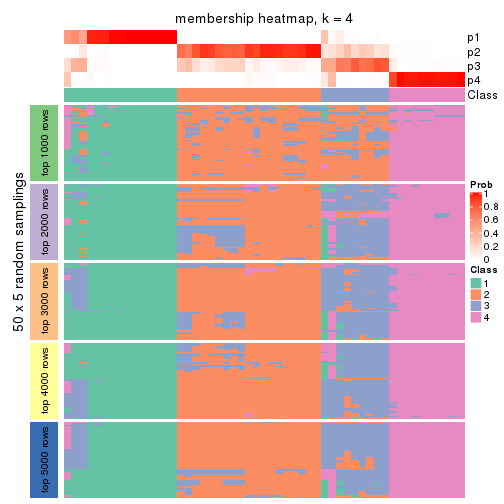 membership heatmap, k = 4
p1
p2
p3
p4
Class
50 x 5 random samplings
top 1000 rows
top 2000 rows
top 3000 rows
top 4000 rows
top 5000 rows
Prob
1
0.8
0.6
0.4
0.2
0
Class
1
2
3
4